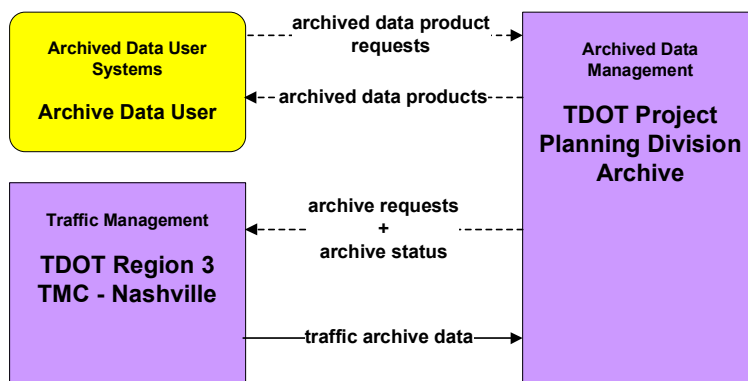 Archived Data User
Systems
Archive Data User
archived data product
requests
archived data products
Archived Data
Management
TDOT Project
Planning Division
Archive
Traffic Management
TDOT Region 3
TMC - Nashville
archive requests
+
archive status
traffic archive data